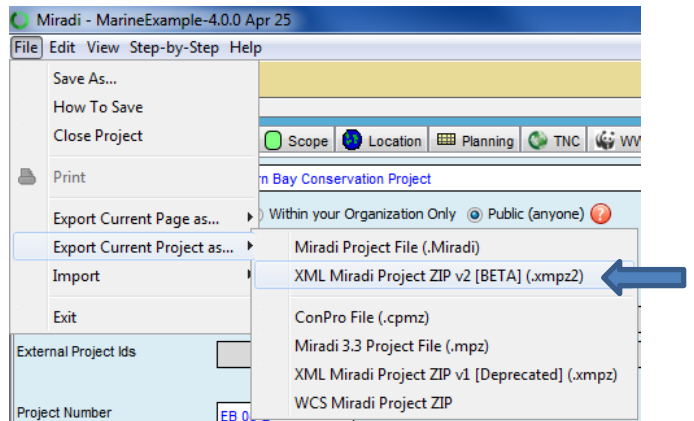 Miradi - MarineExample-4.0.0 Apr 25
File Edit View Step-by-Step Help
Save As...
How To Save
Close Project
Scope Location Planning TNC
Print
Bay Conservation Project
Export Current Page as...
Within your Organization Only Public (anyone) ?
Export Current Project as...
Miradi Project File (.Miradi)
Import
XML Miradi Project ZIP v2 [BETA] (.xmpz2)
Exit
ConPro File (.cpmz)
External Project Ids
Miradi 3.3 Project File (.mpz)
XML Miradi Project ZIP v1 [Deprecated] (.xmpz)
Project Number
EB
WCS Miradi Project ZIP